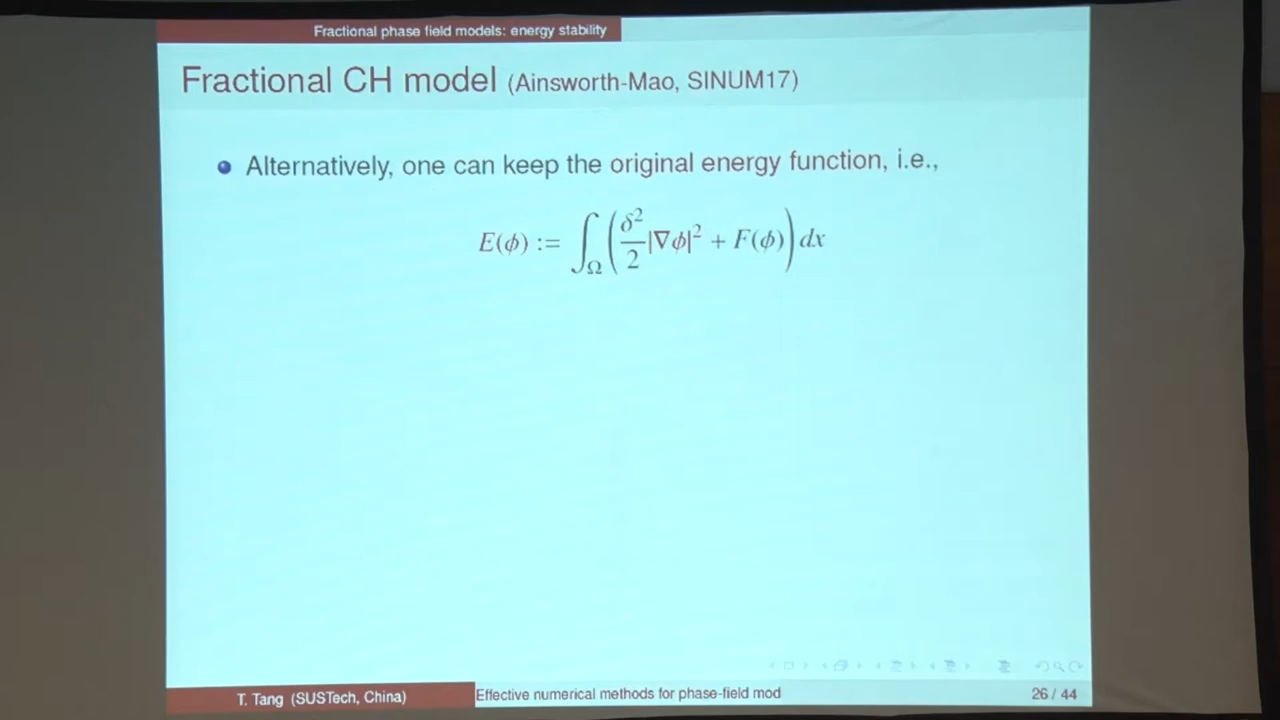 Fractional phase field models: energy stability
Fractional CH model (Ainsworth-Mao, SINUM17)
Alternatively, one can keep the original energy function, i.e.,
E(ϕ) := ∫_Ω (δ²/2 |∇ϕ|² + F(ϕ)) dx
T. Tang (SUSTech, China)
Effective numerical methods for phase-field mod
26 / 44